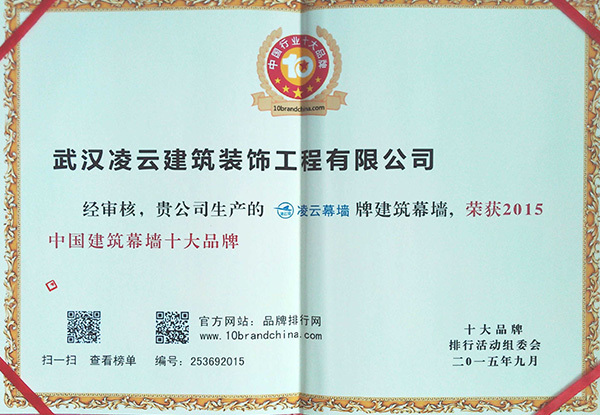 中国行业十大品牌
10
10brandchina.com
武汉凌云建筑装饰工程有限公司
经审核，贵公司生产的 凌云幕墙 牌建筑幕墙，荣获2015
中国建筑幕墙十大品牌
官方网站：品牌排行网
www.10brandchina.com
扫一扫 查看榜单 编号：253692015
十大品牌
排行活动组委会
二〇一五年九月